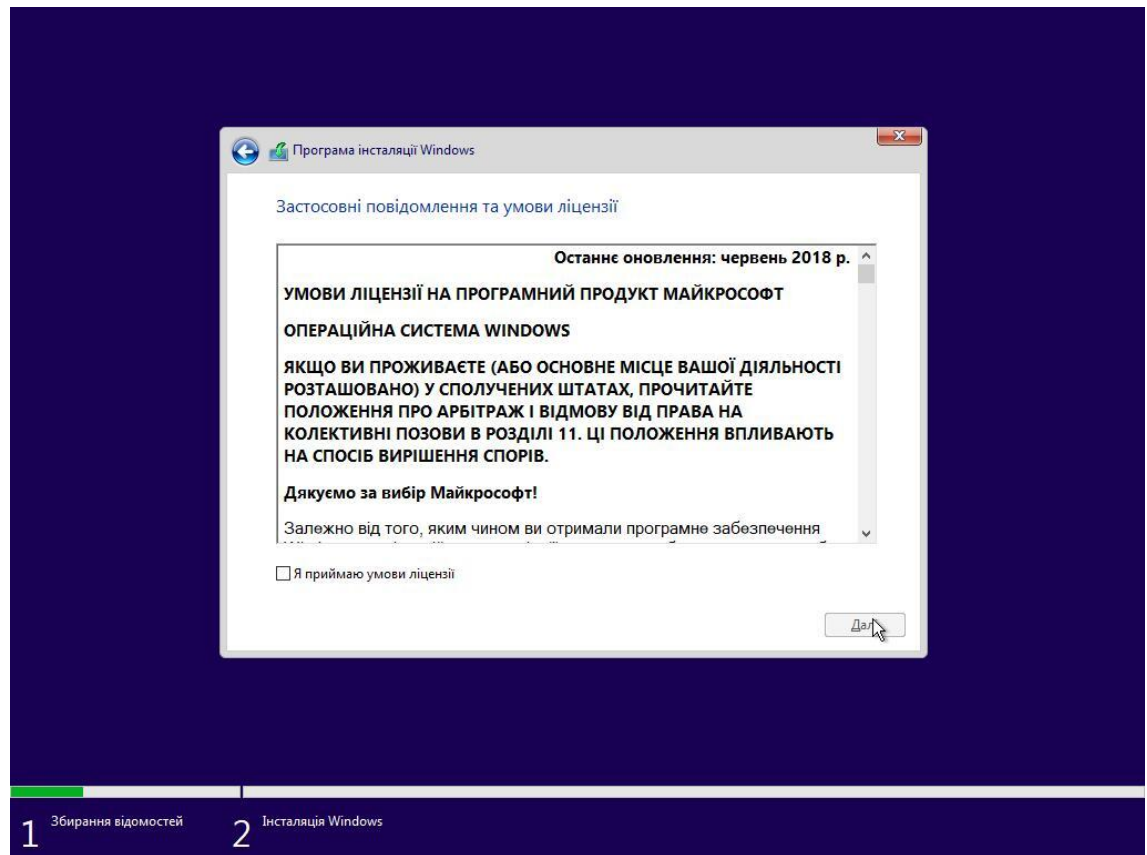 Програма інсталяції Windows
Застосовні повідомлення та умови ліцензії
Останнє оновлення: червень 2018 р.
УМОВИ ЛІЦЕНЗІЇ НА ПРОГРАМНИЙ ПРОДУКТ МАЙКРОСОФТ
ОПЕРАЦІЙНА СИСТЕМА WINDOWS
ЯКЩО ВИ ПРОЖИВАЄТЕ (АБО ОСНОВНЕ МІСЦЕ ВАШОЇ ДІЯЛЬНОСТІ
РОЗТАШОВАНО) У СПОЛУЧЕНИХ ШТАТАХ, ПРОЧИТАЙТЕ
ПОЛОЖЕННЯ ПРО АРБІТРАЖ І ВІДМОВУ ВІД ПРАВА НА
КОЛЕКТИВНІ ПОЗОВИ В РОЗДІЛІ 11. ЦІ ПОЛОЖЕННЯ ВПЛИВАЮТЬ
НА СПОСІБ ВИРІШЕННЯ СПОРІВ.
Дякуємо за вибір Майкрософт!
Залежно від того, яким чином ви отримали програмне забезпечення
Я приймаю умови ліцензії
1 Збирання відомостей
2 Інсталяція Windows